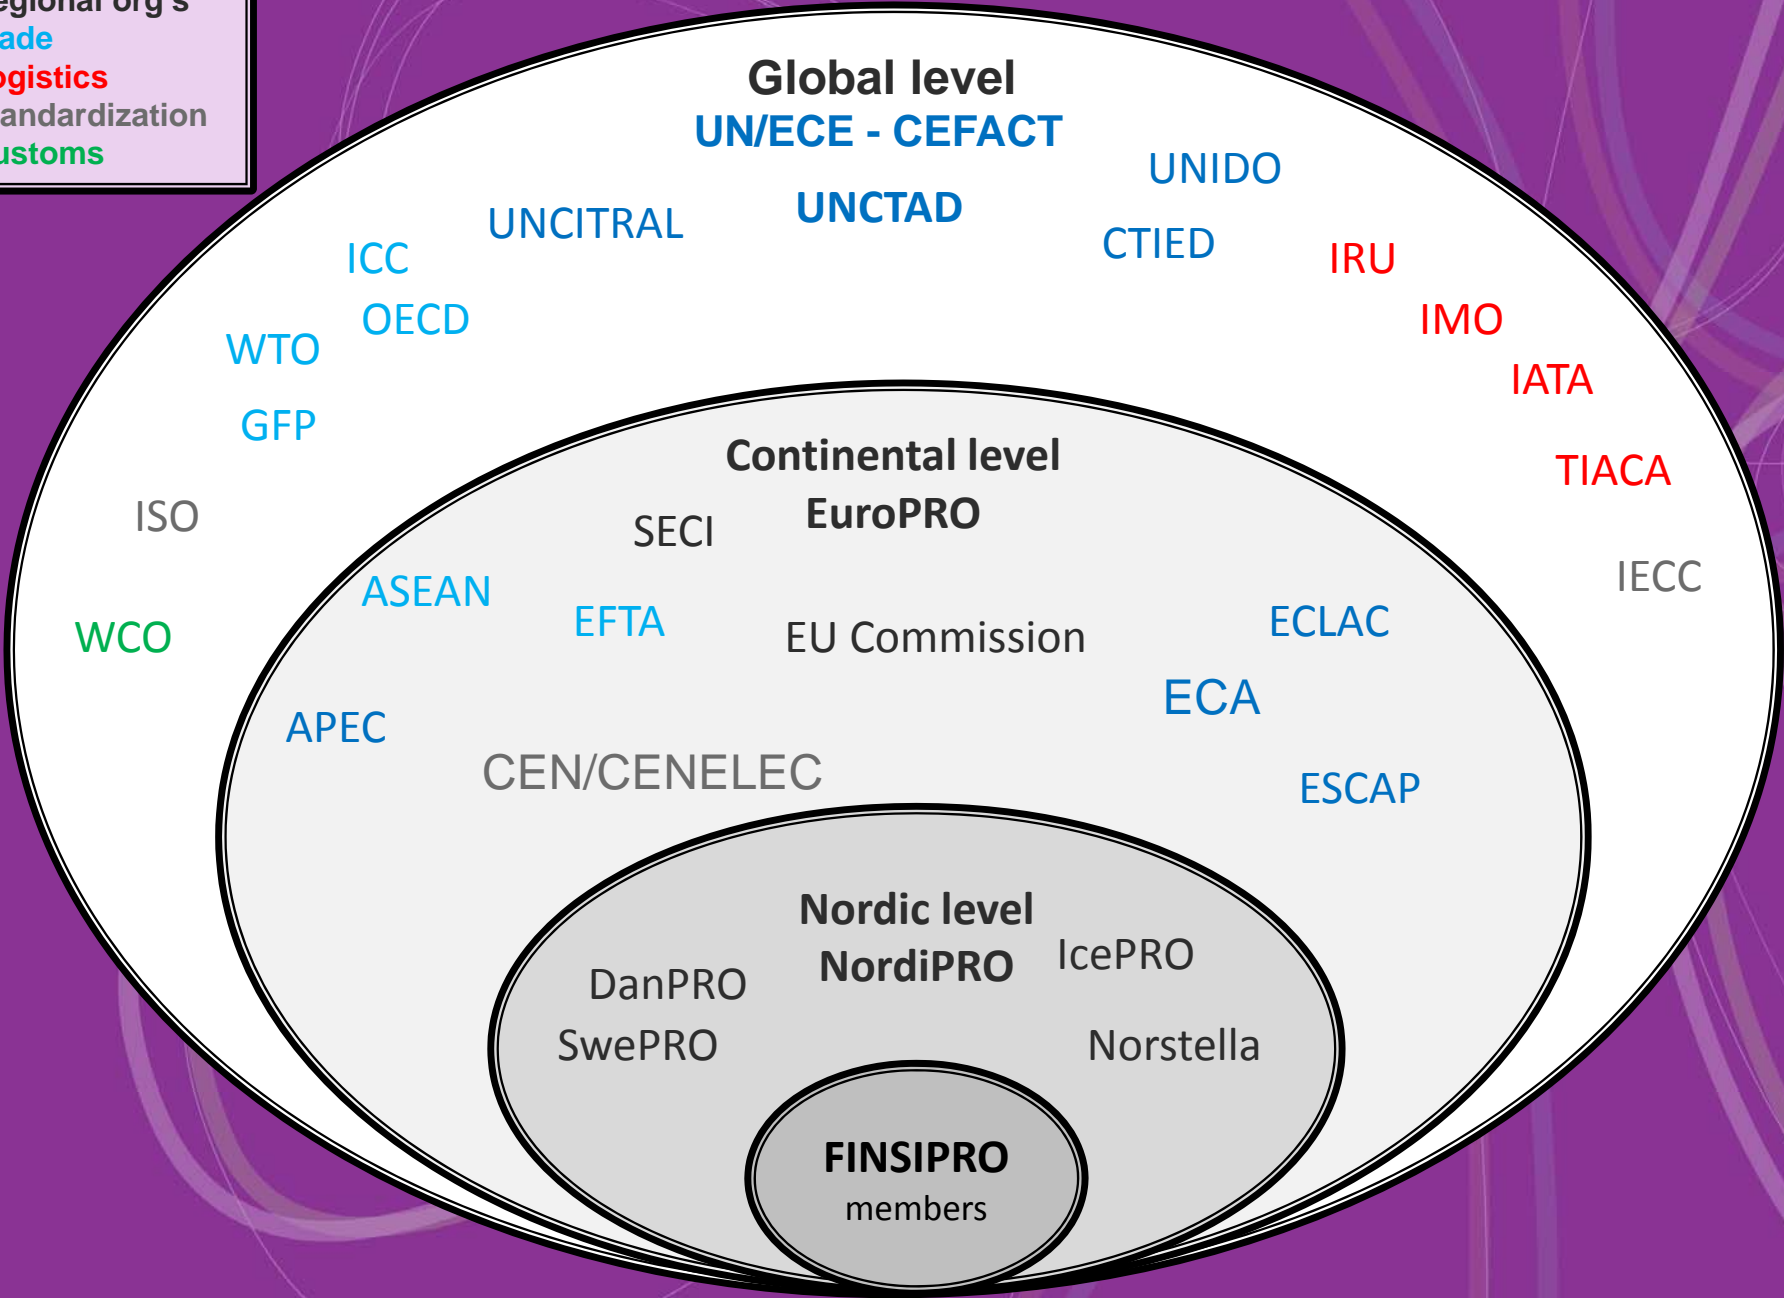 egional org's
ade
ogistics
andardization
ustoms
Global level
UN/ECE - CEFACT
UNIDO
UNCTAD
UNCITRAL
CTIED
ICC
IRU
OECD
IMO
WTO
IATA
GFP
TIACA
ISO
IECC
WCO
Continental level
EuroPRO
SECI
ASEAN
EFTA
EU Commission
ECLAC
ECA
APEC
CEN/CENELEC
ESCAP
Nordic level
NordiPRO
IcePRO
DanPRO
SwePRO
Norstella
FINSIPRO
members